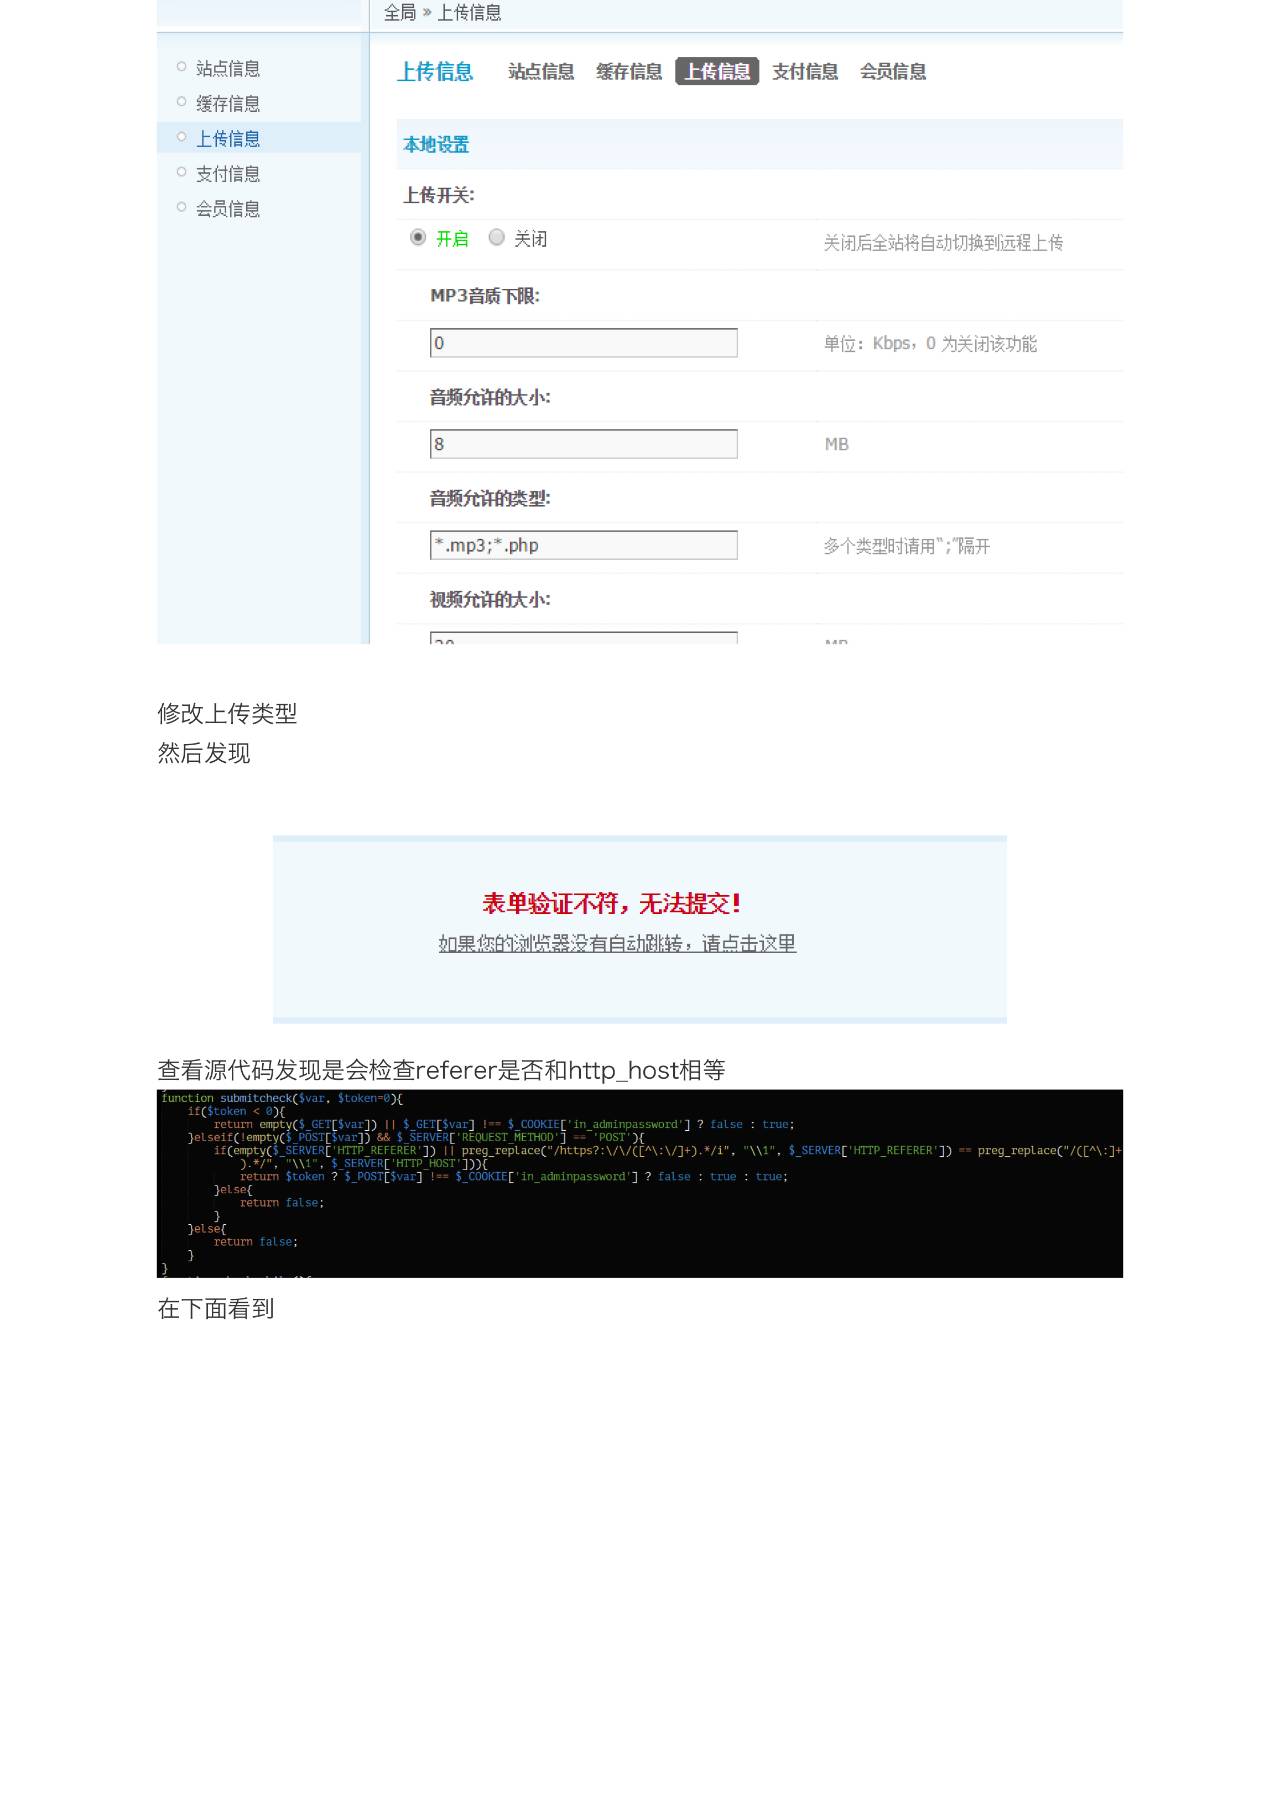 全局 » 上传信息
站点信息
缓存信息
上传信息
支付信息
会员信息
上传信息 站点信息 缓存信息 上传信息 支付信息 会员信息
本地设置
上传开关:
开启 关闭 关闭后全站将自动切换到远程上传
MP3音质下限:
0 单位：Kbps，0 为关闭该功能
音频允许的大小:
8 MB
音频允许的类型:
*.mp3;*.php 多个类型时请用“;”隔开
视频允许的大小:
修改上传类型
然后发现
表单验证不符，无法提交！
如果您的浏览器没有自动跳转，请点击这里
查看源代码发现是会检查referer是否和http_host相等
function submitcheck($var, $token=0){
if($token < 0){
return empty($_GET[$var]) || $_GET[$var] !== $_COOKIE['in_adminpassword'] ? false : true;
}elseif(!empty($_POST[$var]) && $_SERVER['REQUEST_METHOD'] == 'POST'){
if(empty($_SERVER['HTTP_REFERER']) || preg_replace("/https?:\/\/([^\:\/]+).*/i", "\\1", $_SERVER['HTTP_REFERER']) == preg_replace("/([^\:]+
).*/", "\\1", $_SERVER['HTTP_HOST'])){
return $token ? $_POST[$var] !== $_COOKIE['in_adminpassword'] ? false : true : true;
}else{
return false;
}
}else{
return false;
}
}
在下面看到